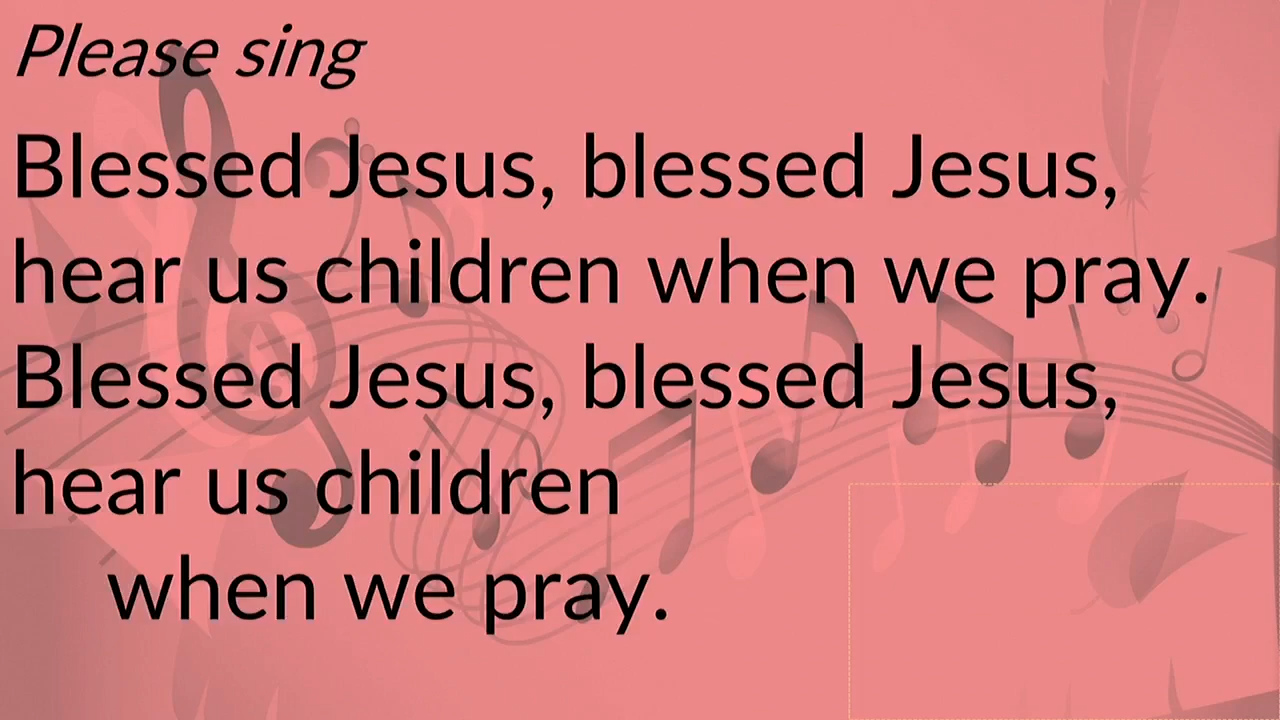 Please sing
Blessed Jesus, blessed Jesus,
hear us children when we pray.
Blessed Jesus, blessed Jesus,
hear us children
when we pray.